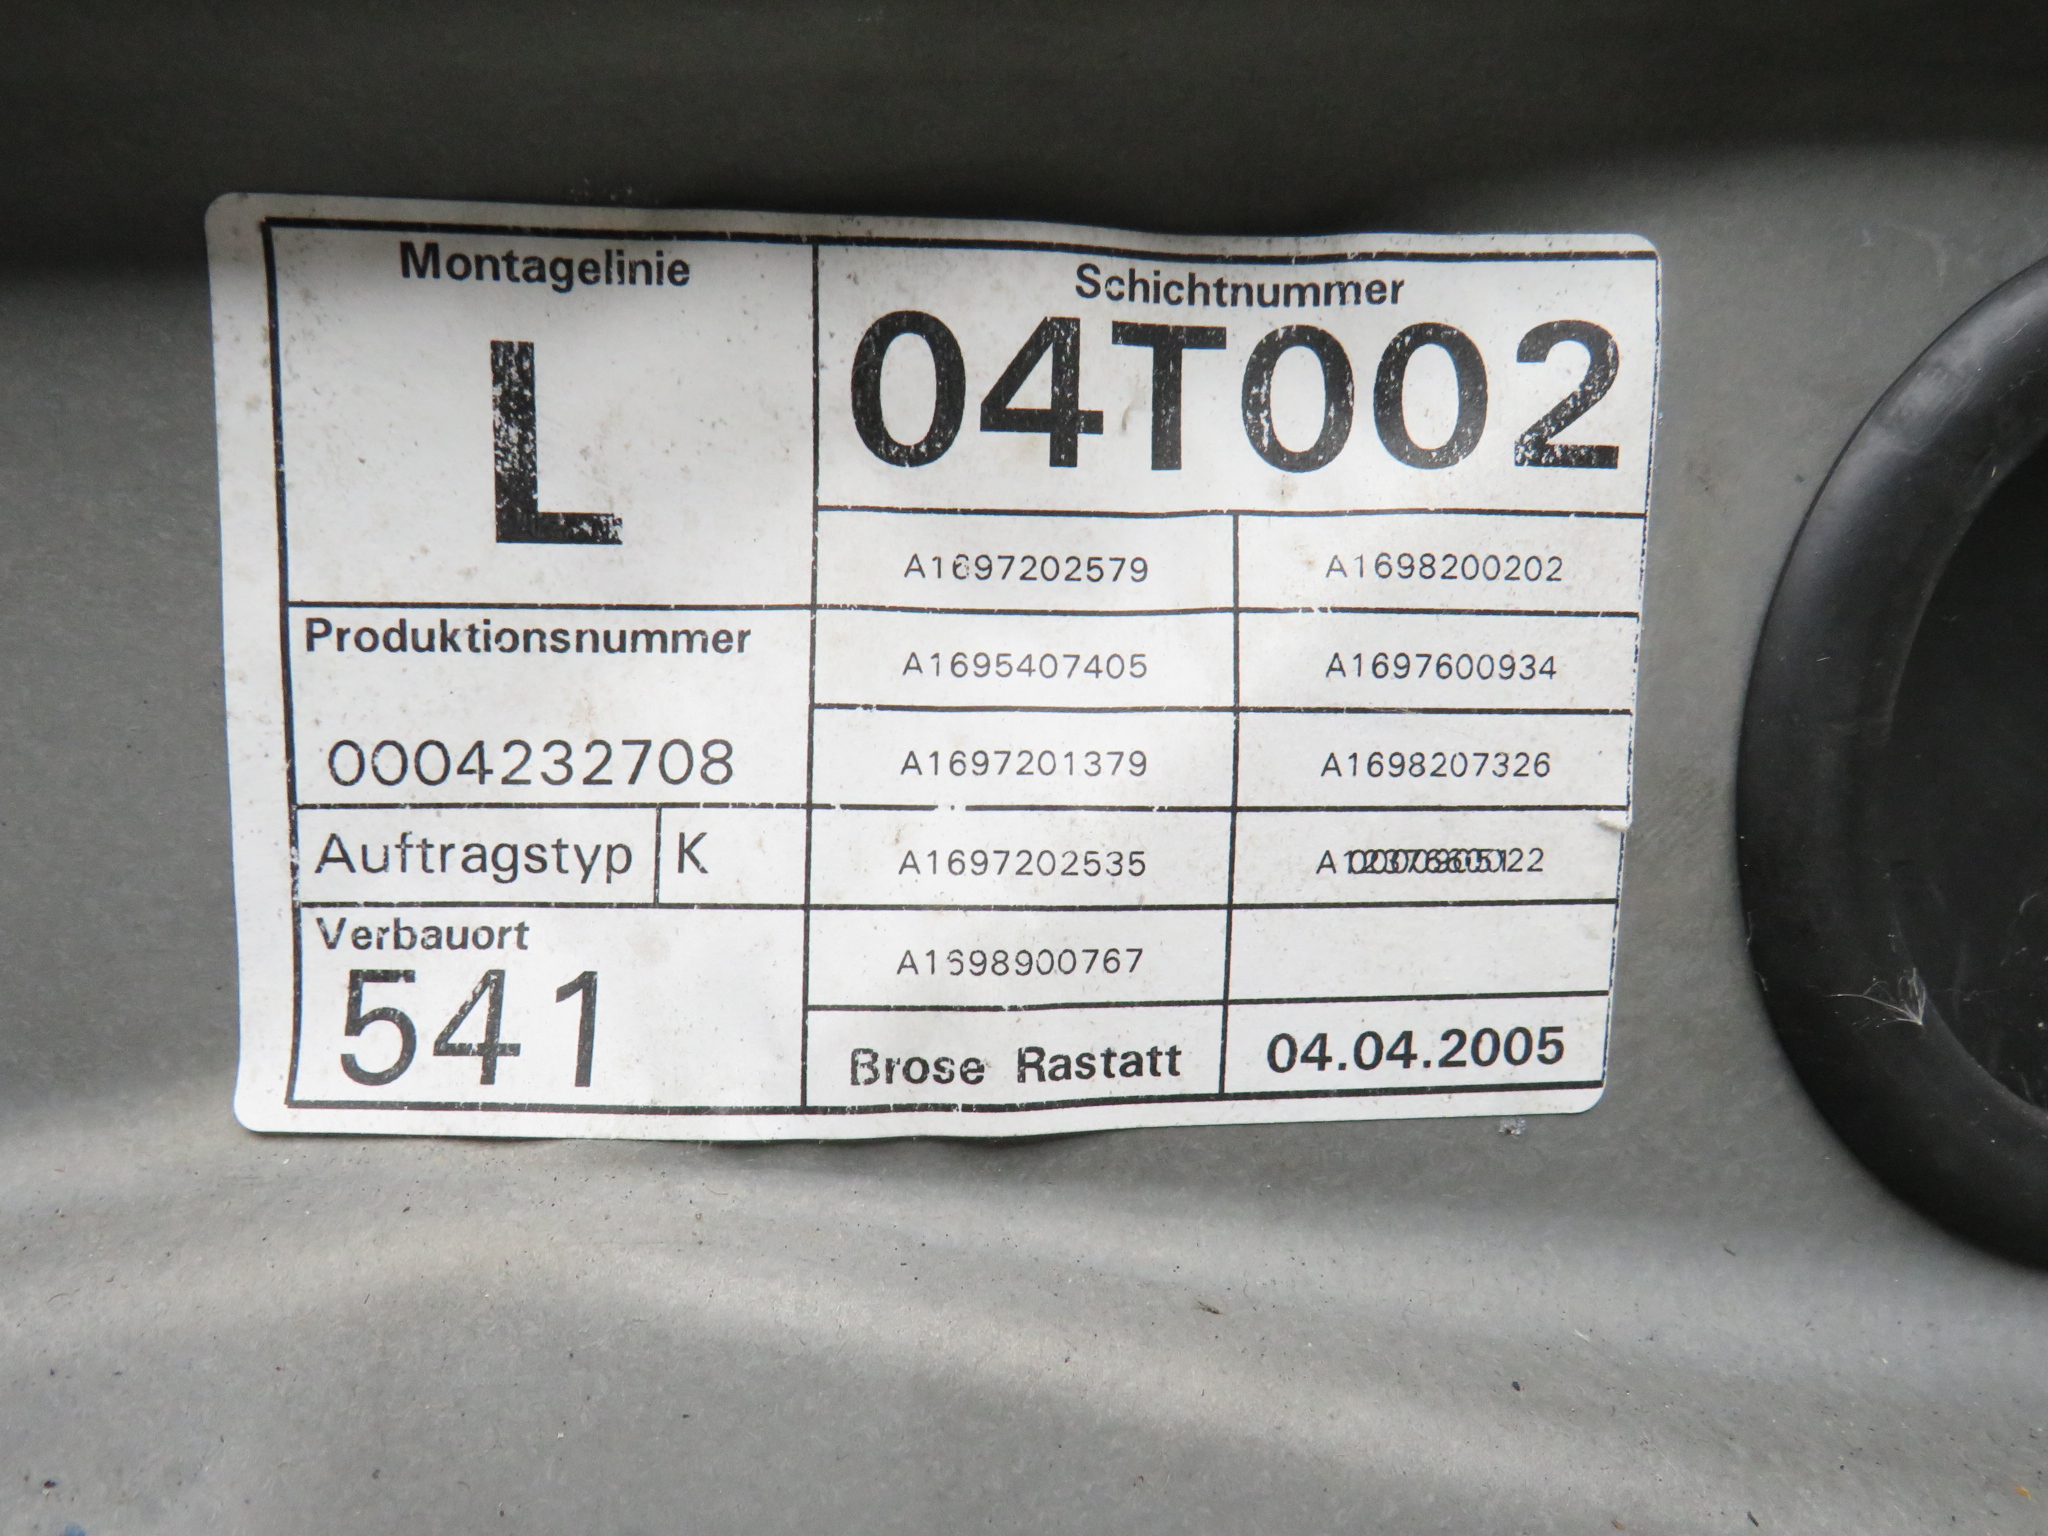 Montagelinie
L
Schichtnummer
04T002
A1697202579 A1698200202
A1695407405 A1697600934
A1697201379 A1698207326
A1697202535
A1698900767
Produktionsnummer
0004232708
Auftragstyp K
Verbauort
541
Brose Rastatt 04.04.2005